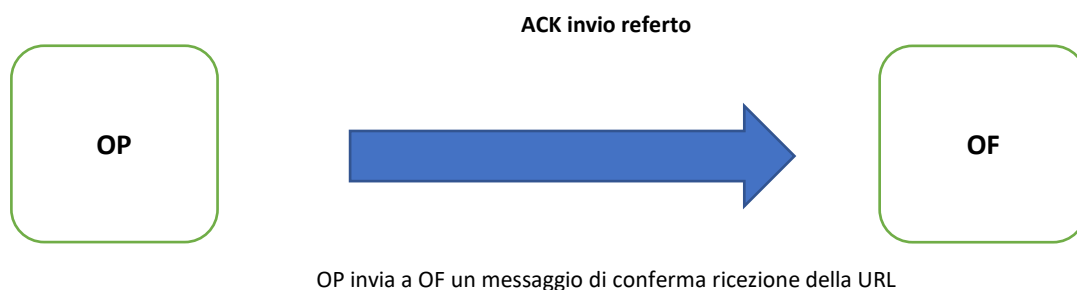 ACK invio referto
OP
OF
OP invia a OF un messaggio di conferma ricezione della URL